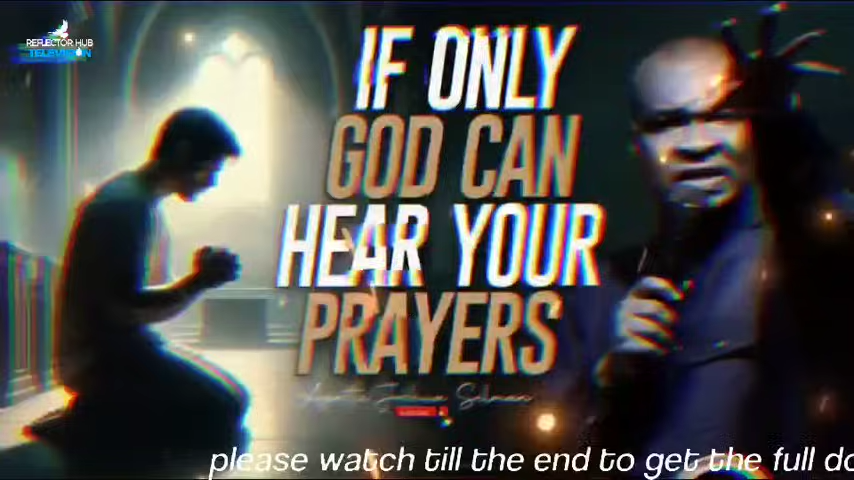 REFLECTOR HUB
TELEVISION
IF ONLY
GOD CAN
HEAR YOUR
PRAYERS
please watch till the end to get the full do